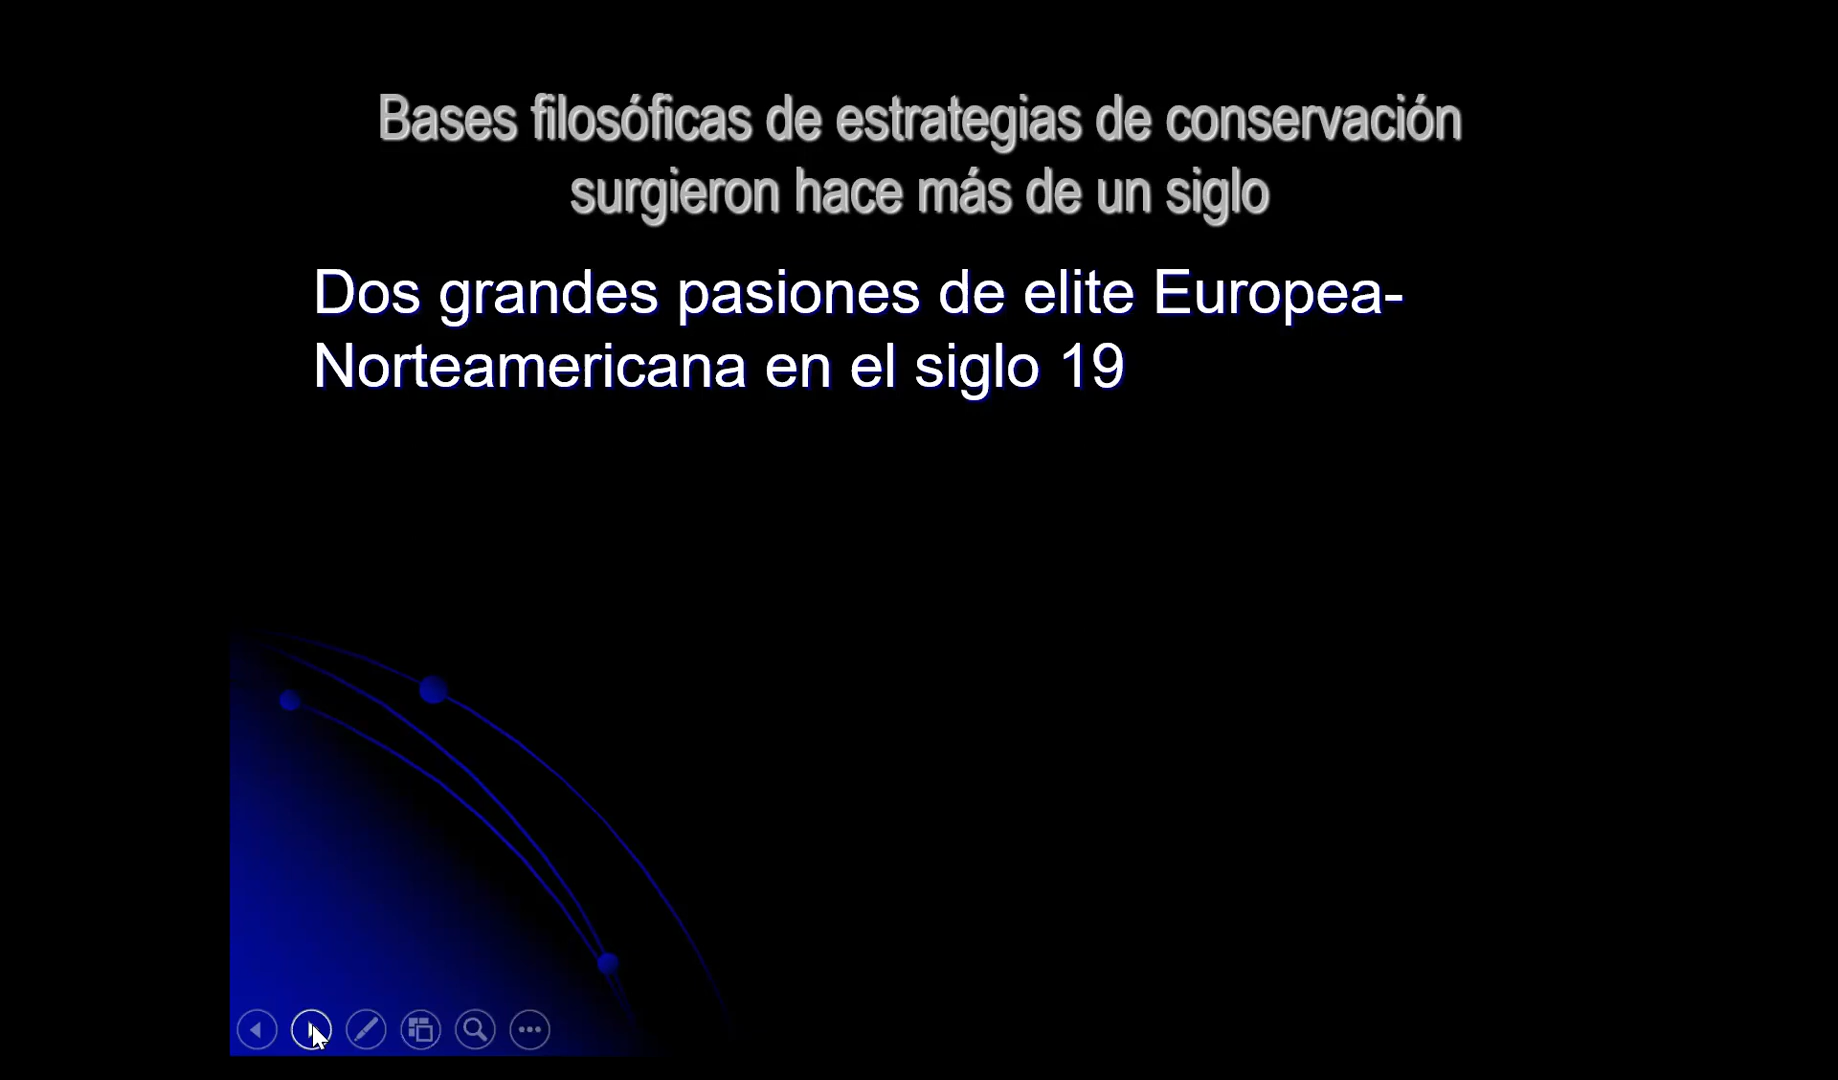 Bases filosóficas de estrategias de conservación
surgieron hace más de un siglo
Dos grandes pasiones de elite Europea-
Norteamericana en el siglo 19